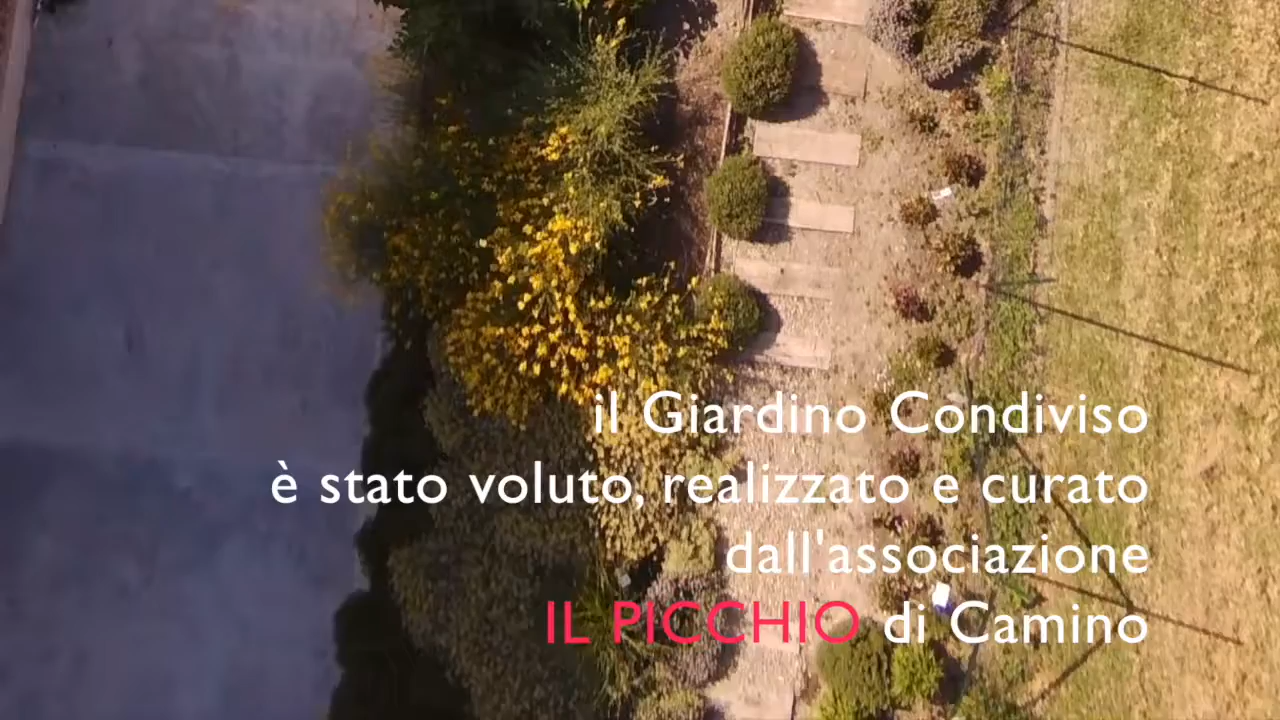 il Giardino Condiviso
è stato voluto, realizzato e curato
dall'associazione
IL PICCHIO di Camino